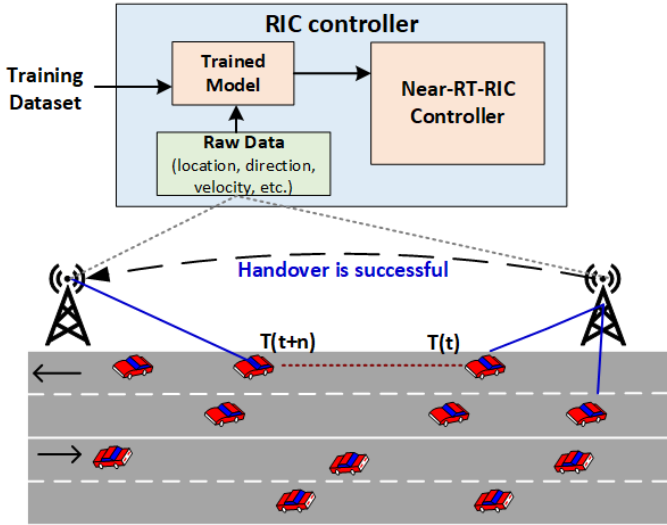 RIC controller
Training
Dataset
Trained
Model
Near-RT-RIC
Controller
Raw Data
(location, direction,
velocity, etc.)
Handover is successful
T(t+n)
T(t)